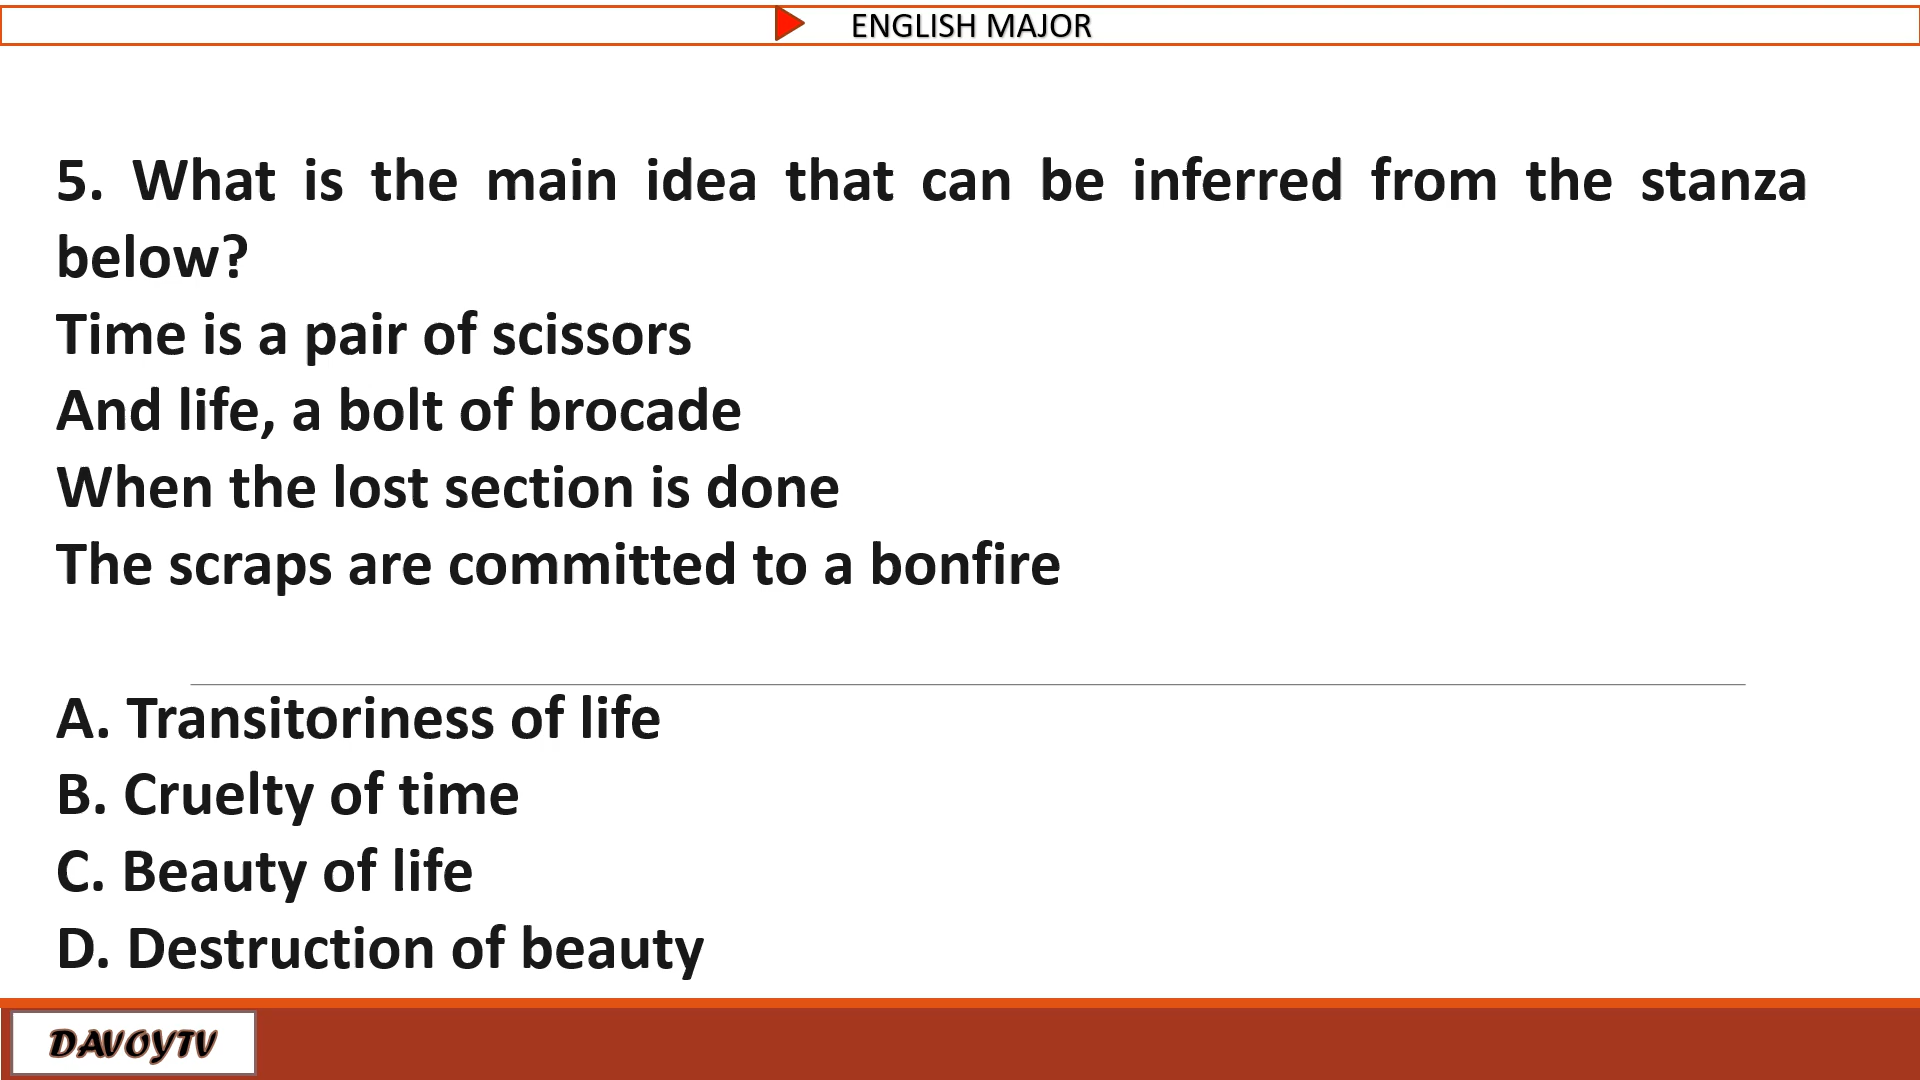 ENGLISH MAJOR
5. What is the main idea that can be inferred from the stanza
below?
Time is a pair of scissors
And life, a bolt of brocade
When the lost section is done
The scraps are committed to a bonfire
A. Transitoriness of life
B. Cruelty of time
C. Beauty of life
D. Destruction of beauty
DAVOYTV